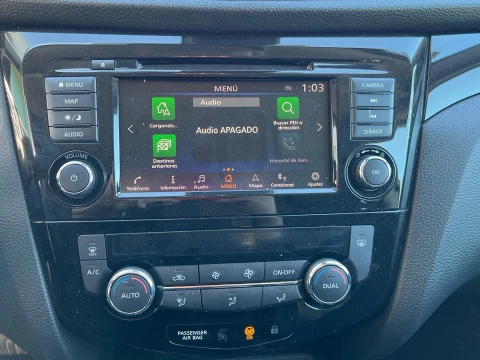 MENU
MAP
AUDIO
VOLUME
MENÚ
1:03
Audio
Cargando...
Audio APAGADO
Buscar PDI o
dirección
Destinos
anteriores
Historial de llam.
Teléfono
Información
Audio
MENÚ
Mapa
Conexiones
Ajustes
CAMERA
BACK
OK
A/C
AUTO
ON·OFF
DUAL
PASSENGER
AIR BAG